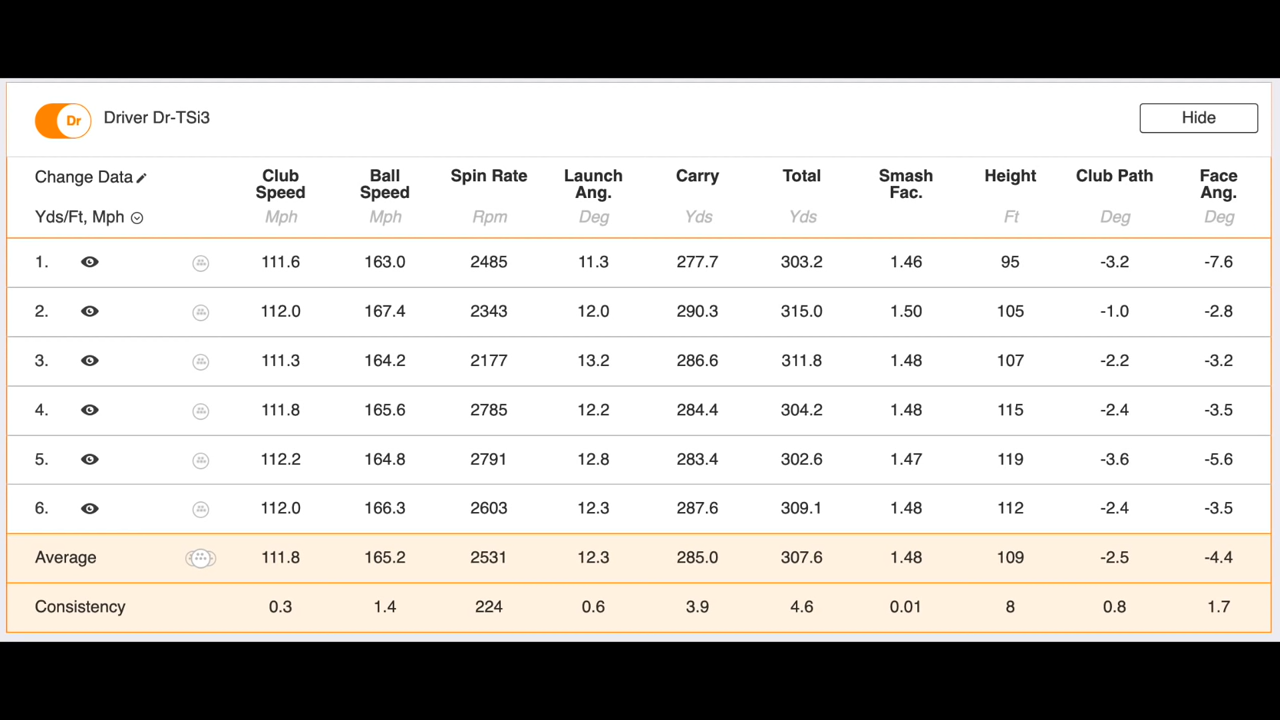 Dr Driver Dr-TSi3 Hide
Change Data Club Speed Ball Speed Spin Rate Launch Ang. Carry Total Smash Fac. Height Club Path Face Ang.
Yds/Ft, Mph Mph Mph Rpm Deg Yds Yds Ft Deg Deg
1. 111.6 163.0 2485 11.3 277.7 303.2 1.46 95 -3.2 -7.6
2. 112.0 167.4 2343 12.0 290.3 315.0 1.50 105 -1.0 -2.8
3. 111.3 164.2 2177 13.2 286.6 311.8 1.48 107 -2.2 -3.2
4. 111.8 165.6 2785 12.2 284.4 304.2 1.48 115 -2.4 -3.5
5. 112.2 164.8 2791 12.8 283.4 302.6 1.47 119 -3.6 -5.6
6. 112.0 166.3 2603 12.3 287.6 309.1 1.48 112 -2.4 -3.5
Average 111.8 165.2 2531 12.3 285.0 307.6 1.48 109 -2.5 -4.4
Consistency 0.3 1.4 224 0.6 3.9 4.6 0.01 8 0.8 1.7